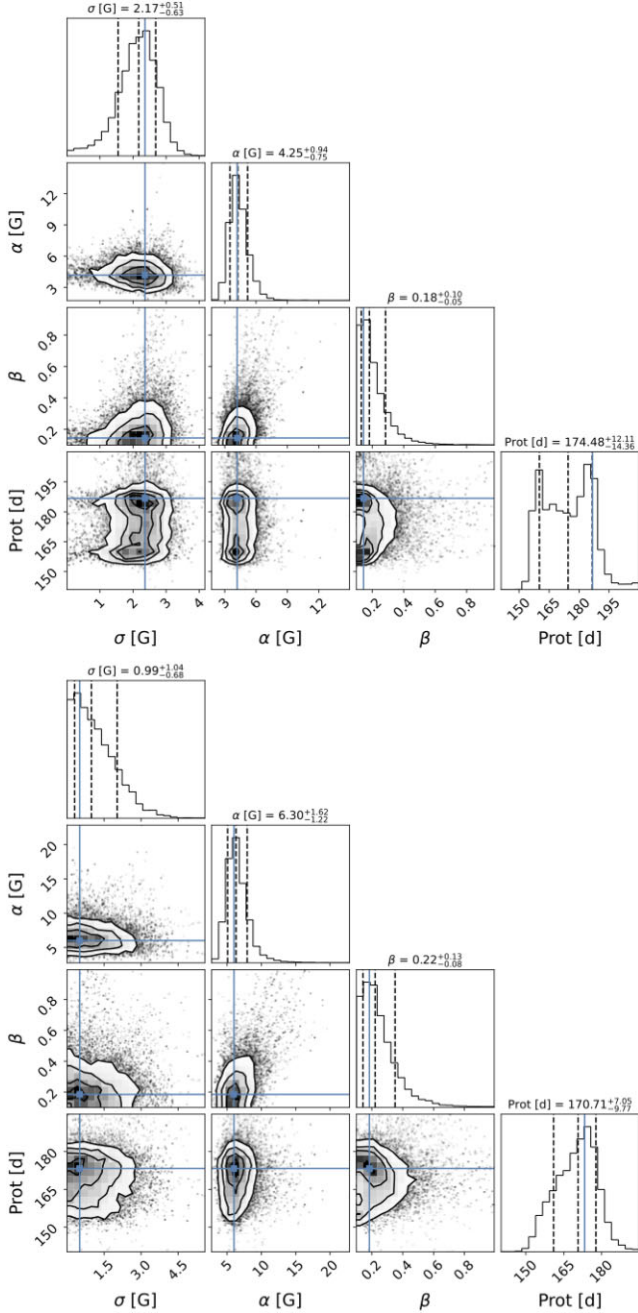 σ [G] = 2.17+0.51−0.63
α [G] = 4.25+0.94−0.75
β = 0.18+0.10−0.05
Prot [d] = 174.48+12.11−14.36
α [G]
12
9
6
3
β
0.8
0.6
0.4
0.2
Prot [d]
195
180
165
150
1 2 3 4
3 6 9 12
0.2 0.4 0.6 0.8
150 165 180 195
σ [G] α [G] β Prot [d]
σ [G] = 0.99+1.04−0.68
α [G] = 6.30+1.62−1.22
β = 0.22+0.13−0.08
Prot [d] = 170.71+7.05−9.77
α [G]
20
15
10
5
β
0.8
0.6
0.4
0.2
Prot [d]
180
165
150
1.5 3.0 4.5
5 10 15 20
0.2 0.4 0.6 0.8
150 165 180
σ [G] α [G] β Prot [d]